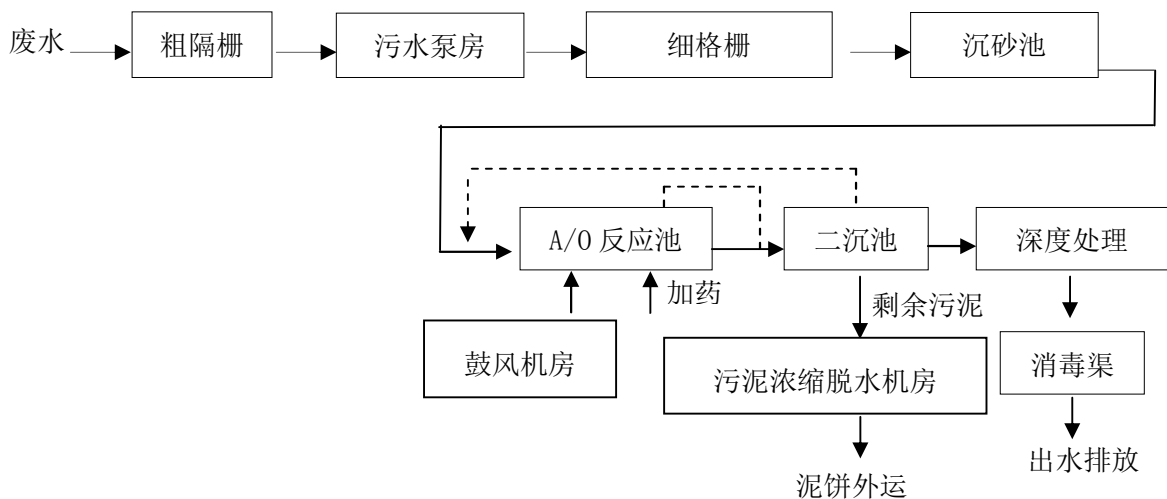 废水
粗隔栅
污水泵房
细格栅
沉砂池
A/O 反应池
二沉池
深度处理
加药
剩余污泥
鼓风机房
污泥浓缩脱水机房
消毒渠
泥饼外运
出水排放